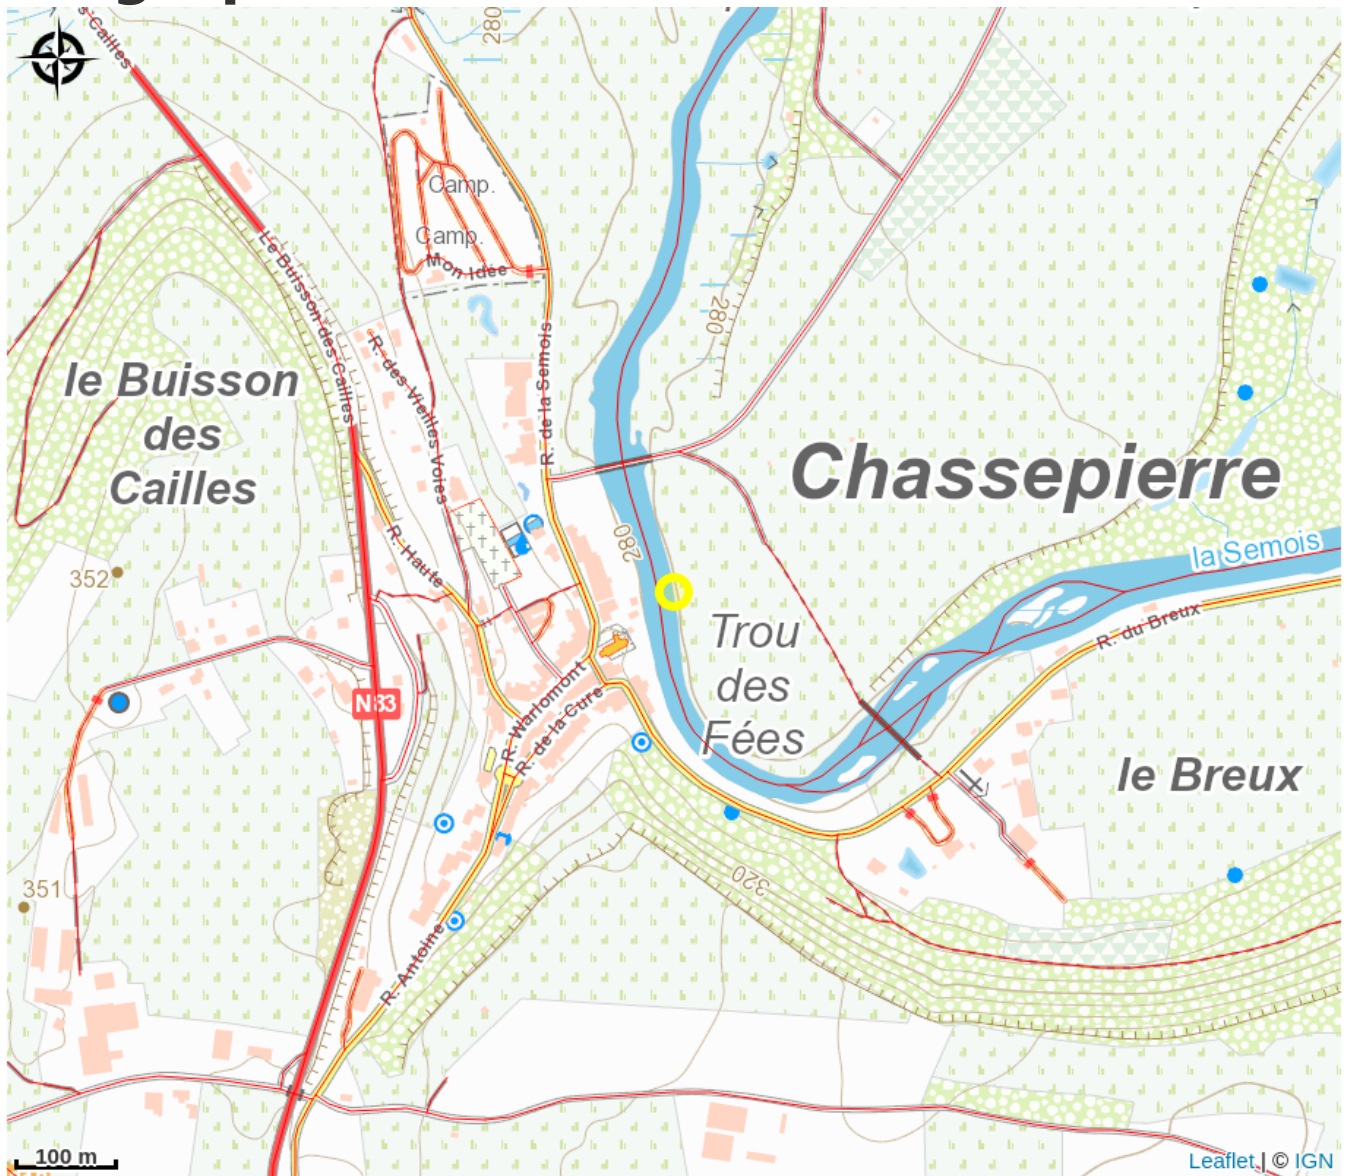 s Cailles
280
Camp.
Camp.
Mon Idée
Le Buisson des Cailles
280
le Buisson
des
Cailles
R. des Vieilles Voies
R. de la Semois
Chassepierre
la Semois
280
R. Haute
352
R. du Breux
Trou
des
Fées
N83
R. Warlomont
R. de la Cure
le Breux
351
320
R. Antoine
100 m
Leaflet | © IGN